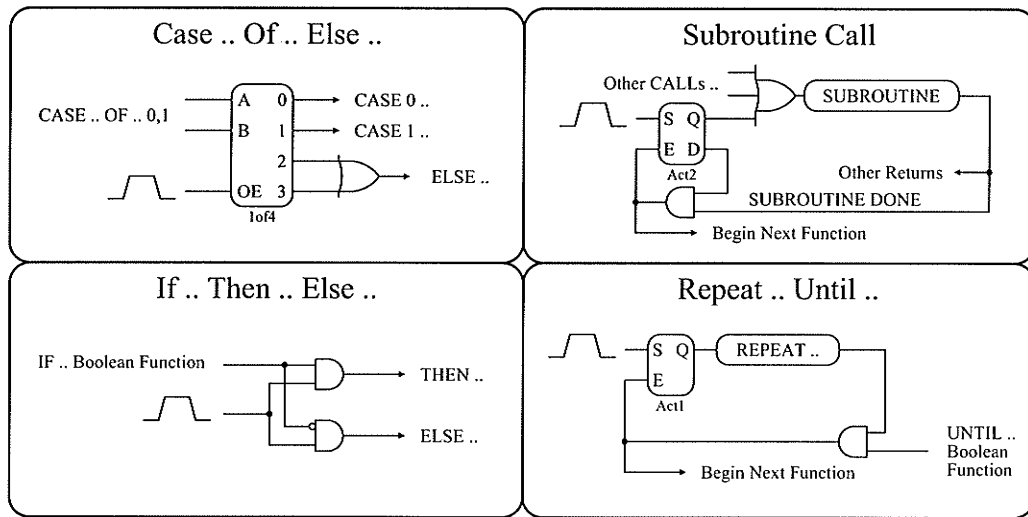 Case .. Of .. Else ..
CASE .. OF .. 0,1
A
B
OE
0
1
2
3
1of4
CASE 0 ..
CASE 1 ..
ELSE ..
Subroutine Call
Other CALLs ..
S Q
E D
Act2
SUBROUTINE
Other Returns
SUBROUTINE DONE
Begin Next Function
If .. Then .. Else ..
IF .. Boolean Function
THEN ..
ELSE ..
Repeat .. Until ..
S Q
E
Act1
REPEAT ..
UNTIL ..
Boolean
Function
Begin Next Function